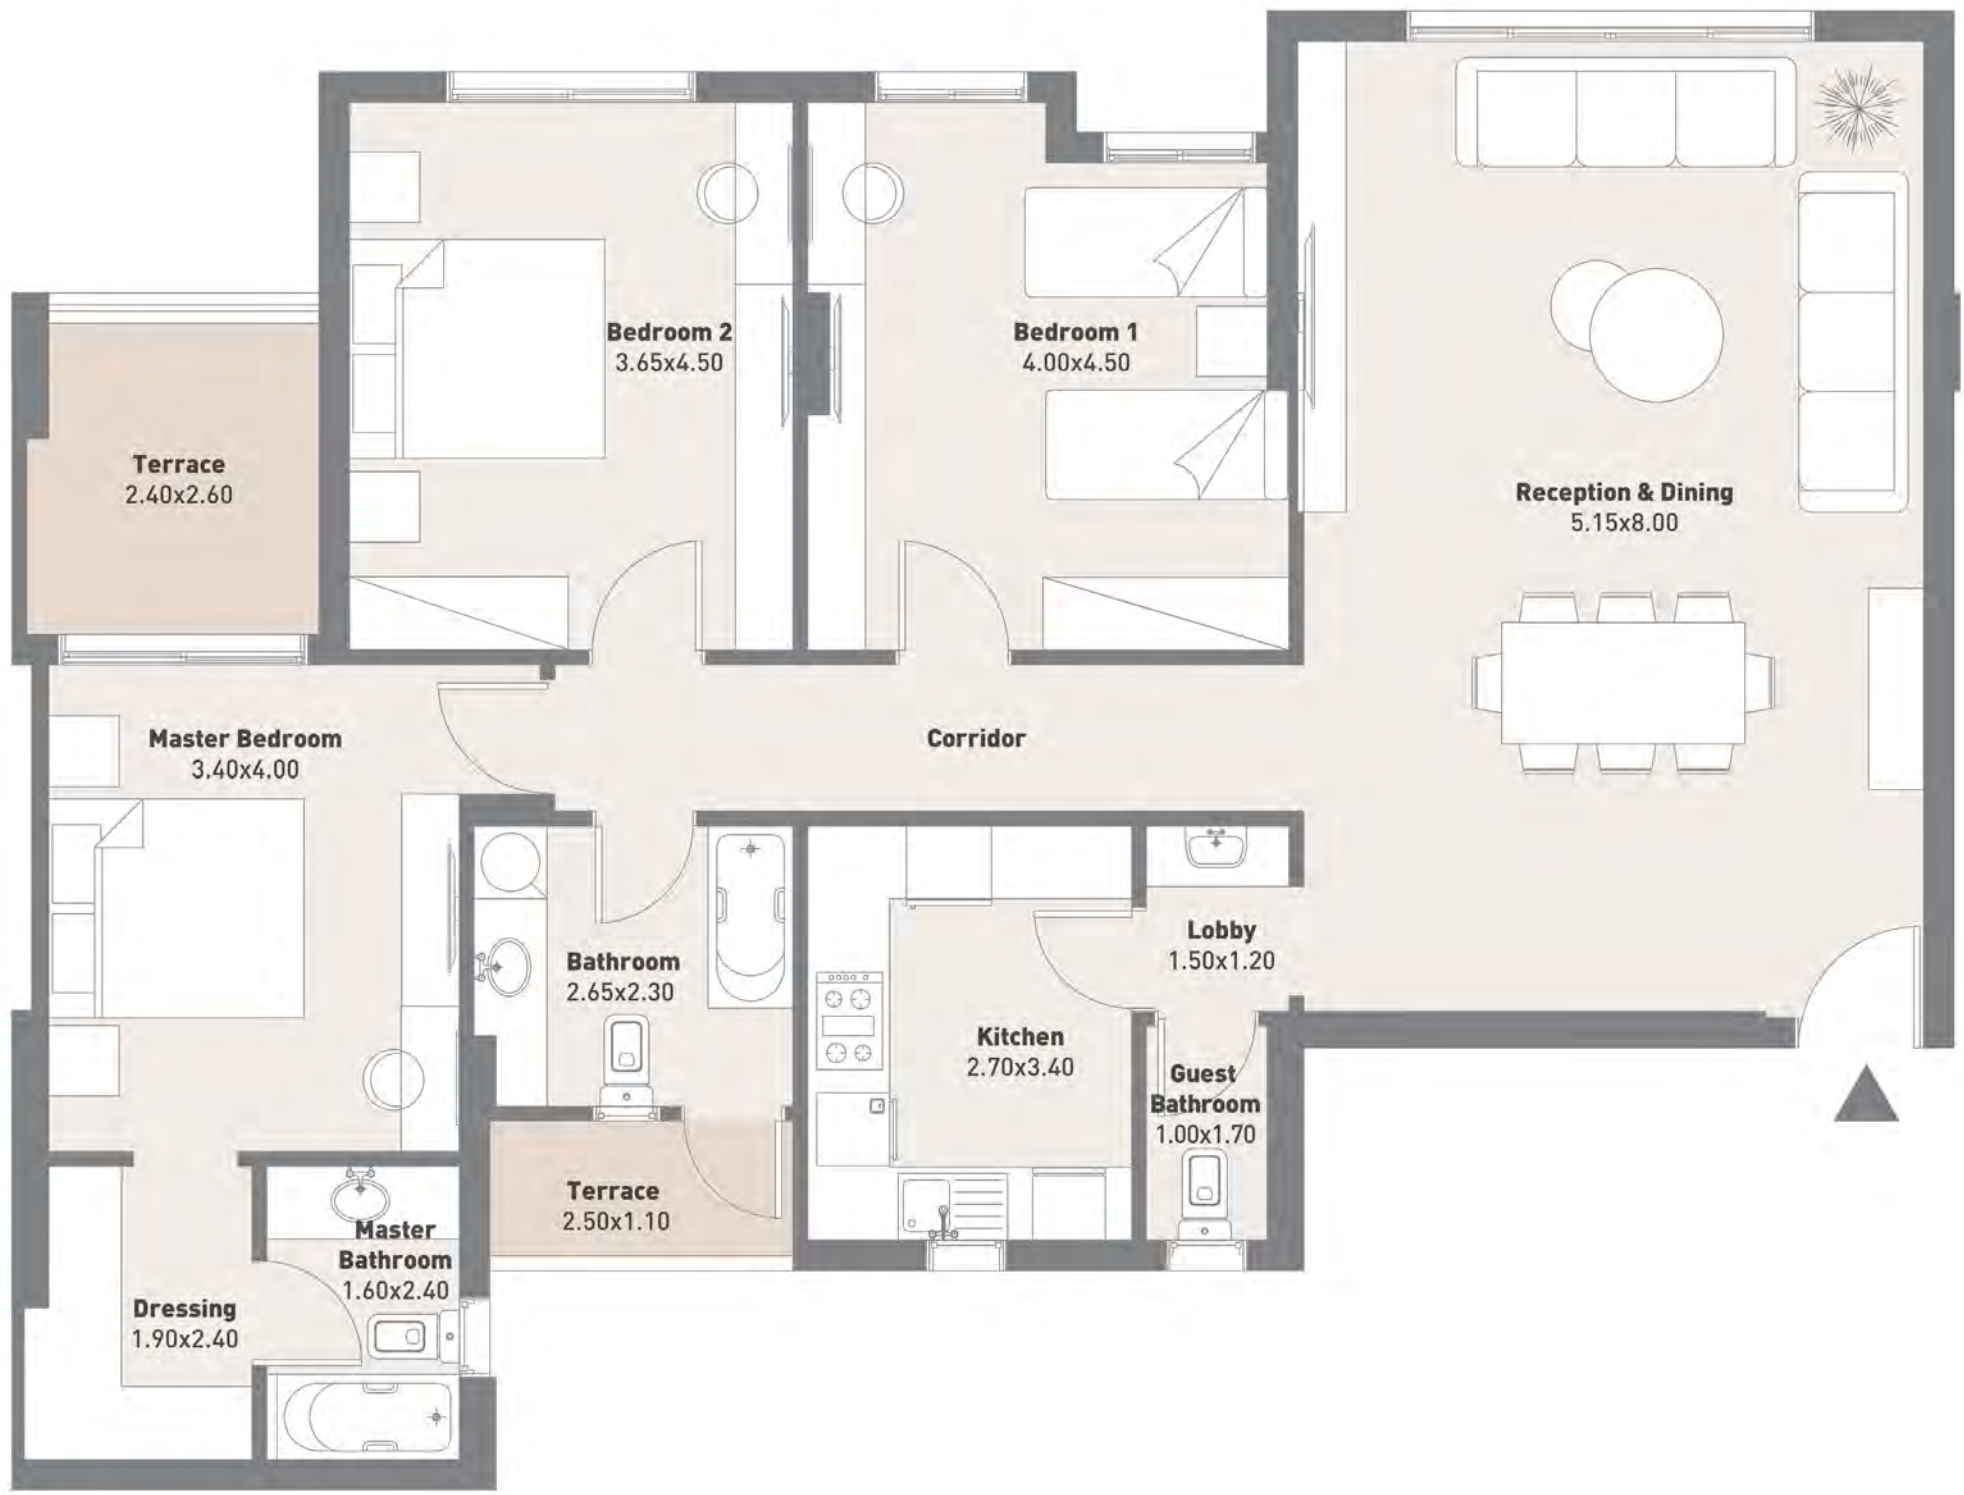 Bedroom 2
3.65x4.50
Bedroom 1
4.00x4.50
Terrace
2.40x2.60
Reception & Dining
5.15x8.00
Master Bedroom
3.40x4.00
Corridor
Bathroom
2.65x2.30
Lobby
1.50x1.20
Kitchen
2.70x3.40
Guest
Bathroom
1.00x1.70
Terrace
2.50x1.10
Master
Bathroom
1.60x2.40
Dressing
1.90x2.40